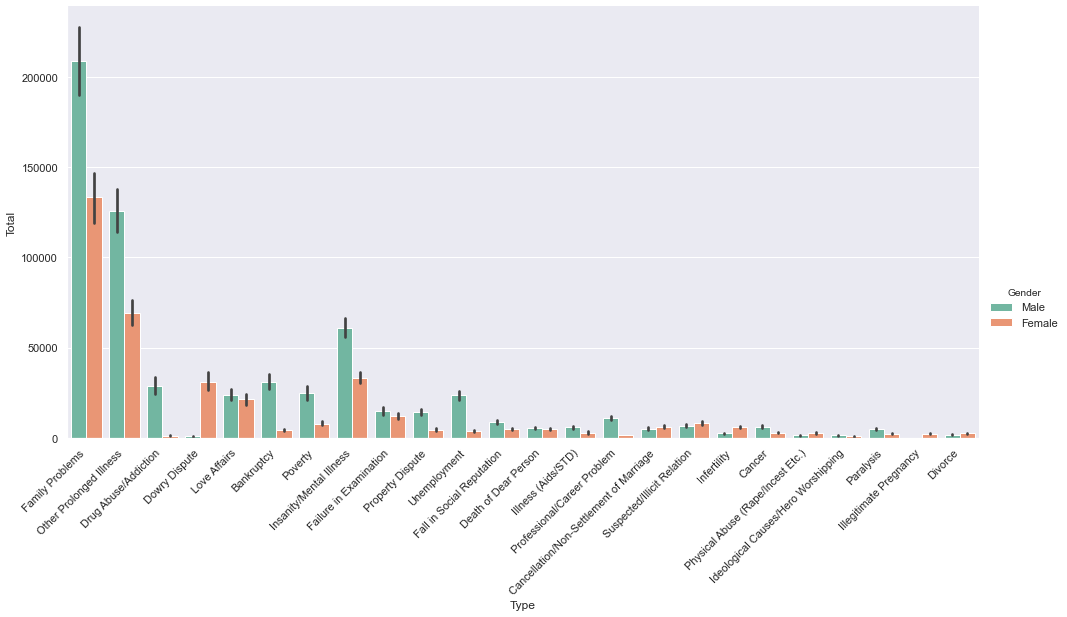 200000
150000
100000
50000
0
Total
Family Problems
Other Prolonged Illness
Drug Abuse/Addiction
Dowry Dispute
Love Affairs
Bankruptcy
Poverty
Insanity/Mental Illness
Failure in Examination
Property Dispute
Unemployment
Fall in Social Reputation
Death of Dear Person
Illness (Aids/STD)
Professional/Career Problem
Cancellation/Non-Settlement of Marriage
Suspected/Illicit Relation
Infertility
Cancer
Physical Abuse (Rape/Incest Etc.)
Ideological Causes/Hero Worshipping
Paralysis
Illegitimate Pregnancy
Divorce
Type
Gender
Male
Female